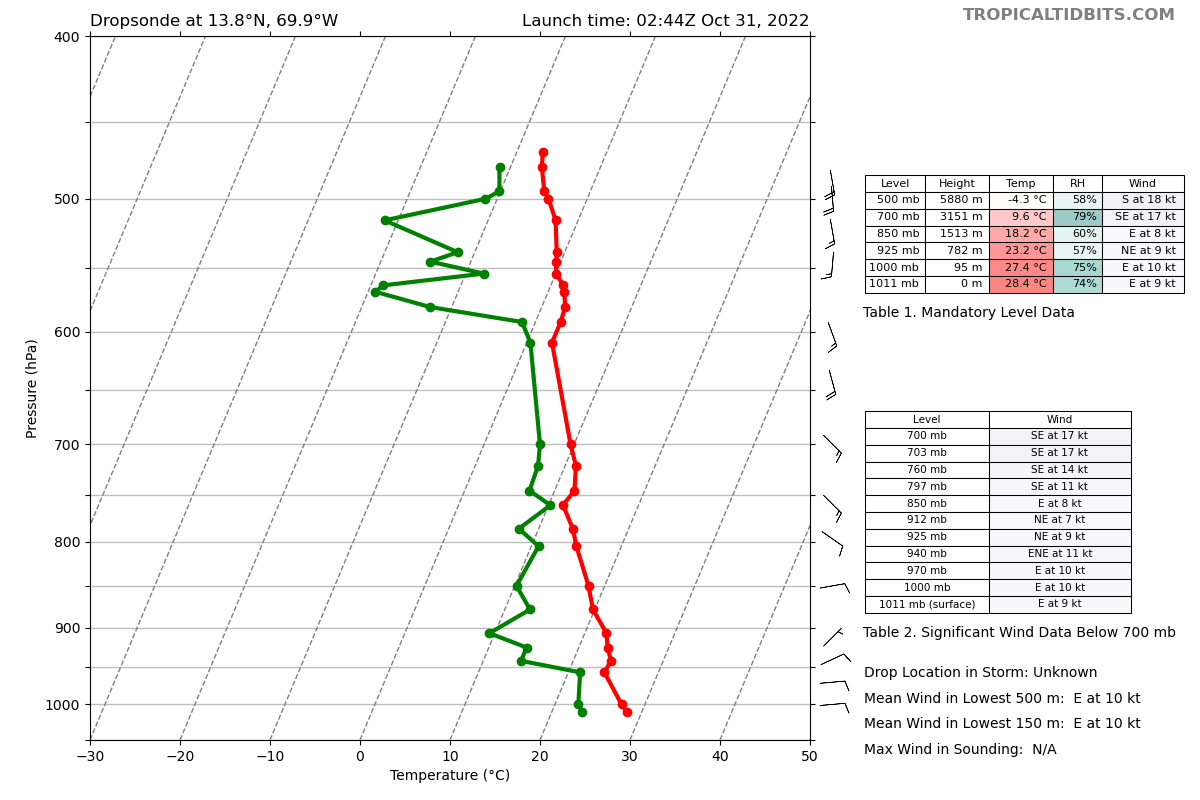 Dropsonde at 13.8°N, 69.9°W
Launch time: 02:44Z Oct 31, 2022
TROPICALTIDBITS.COM
400
500
600
700
800
900
1000
Pressure (hPa)
−30 −20 −10 0 10 20 30 40 50
Temperature (°C)
Level Height Temp RH Wind
500 mb 5880 m -4.3 °C 58% S at 18 kt
700 mb 3151 m 9.6 °C 79% SE at 17 kt
850 mb 1513 m 18.2 °C 60% E at 8 kt
925 mb 782 m 23.2 °C 57% NE at 9 kt
1000 mb 95 m 27.4 °C 75% E at 10 kt
1011 mb 0 m 28.4 °C 74% E at 9 kt
Table 1. Mandatory Level Data
Level Wind
700 mb SE at 17 kt
703 mb SE at 17 kt
760 mb SE at 14 kt
797 mb SE at 11 kt
850 mb E at 8 kt
912 mb NE at 7 kt
925 mb NE at 9 kt
940 mb ENE at 11 kt
970 mb E at 10 kt
1000 mb E at 10 kt
1011 mb (surface) E at 9 kt
Table 2. Significant Wind Data Below 700 mb
Drop Location in Storm: Unknown
Mean Wind in Lowest 500 m: E at 10 kt
Mean Wind in Lowest 150 m: E at 10 kt
Max Wind in Sounding: N/A